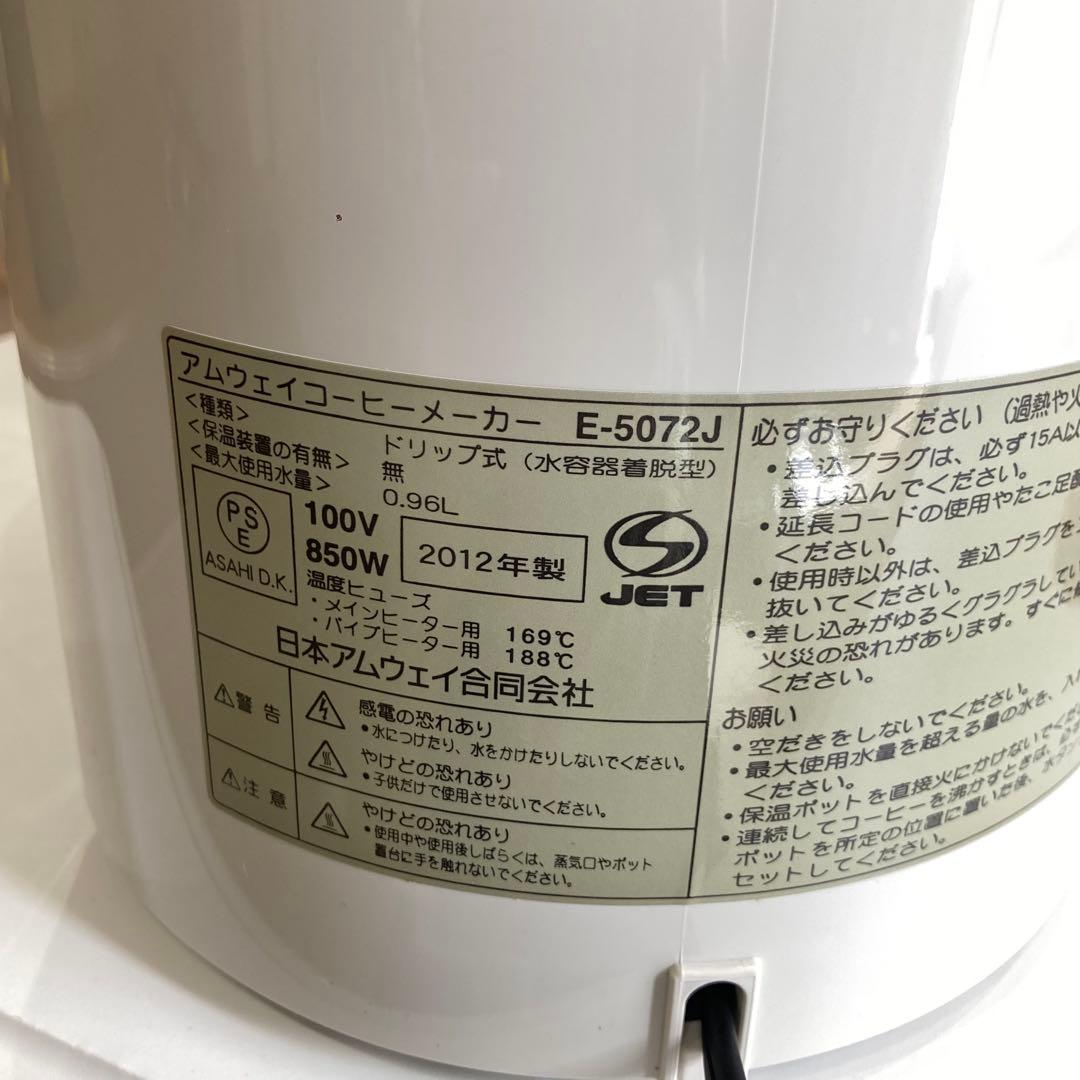 アムウェイコーヒーメーカー E-5072J
<種類> ドリップ式（水容器着脱型）
<保温装置の有無> 無
<最大使用水量> 0.96L
PSE
ASAHI D.K.
100V
850W
2012年製
JET
温度ヒューズ
・メインヒーター用 169℃
・パイプヒーター用 188℃
日本アムウェイ合同会社
⚠警告
感電の恐れあり
•水につけたり、水をかけたりしないでください。
やけどの恐れあり
•子供だけで使用させないでください。
⚠注意
やけどの恐れあり
•使用中や使用後しばらくは、蒸気口やポット
置台に手を触れないでください。
必ずお守りください（過熱や火
・差込プラグは、必ず15A以
差し込んでください。
・延長コードの使用やたこ足配
ください。
・使用時以外は、差込プラグを
抜いてください。
・差し込みがゆるくグラグラしてい
火災の恐れがあります。すぐに
ください。
お願い
・空だきをしないでください。
・最大使用水量を超える量の水を、入れ
ください。
・保温ポットを直接火にかけないでくだ
・連続してコーヒーを沸かすときは、必ず
ポットを所定の位置に置いた後、水タン
セットしてください。